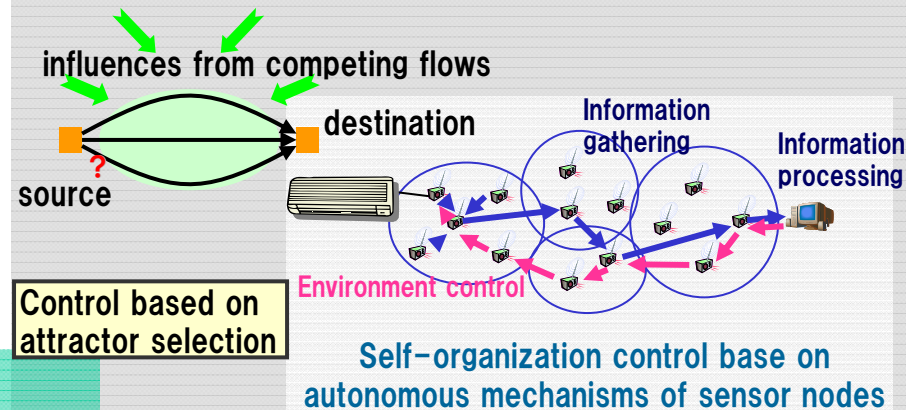 influences from competing flows
destination
?
source
Control based on
attractor selection
Information
gathering
Information
processing
Environment control
Self-organization control base on
autonomous mechanisms of sensor nodes